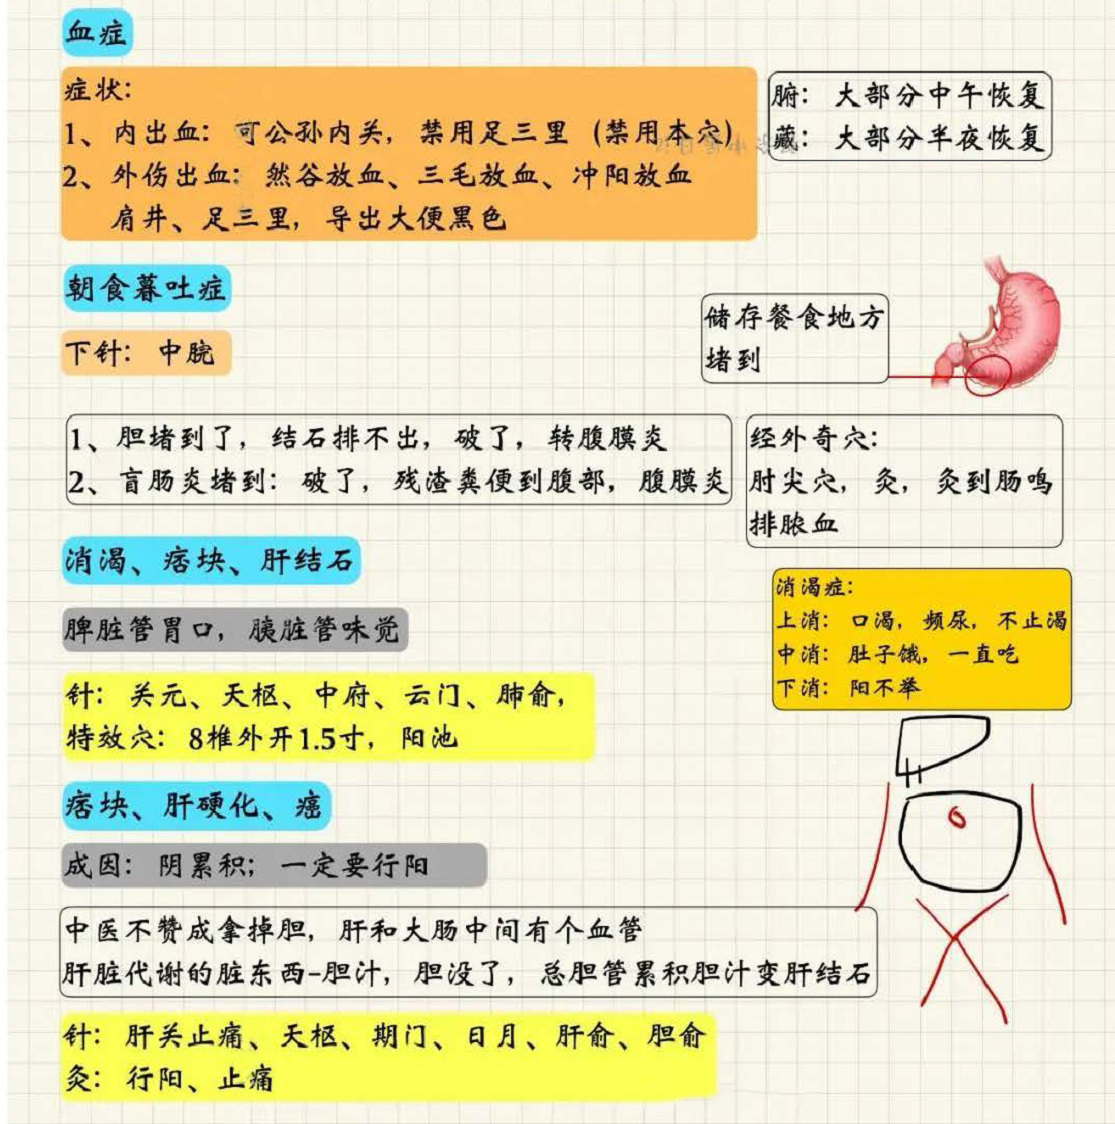 血症
症状：
1、内出血：可公孙内关，禁用足三里（禁用本穴）
2、外伤出血：然谷放血、三毛放血、冲阳放血
肩井、足三里，导出大便黑色
腑：大部分中午恢复
藏：大部分半夜恢复
朝食暮吐症
下针：中脘
储存餐食地方
堵到
1、胆堵到了，结石排不出，破了，转腹膜炎
2、盲肠炎堵到：破了，残渣粪便到腹部，腹膜炎
经外奇穴：
肘尖穴，灸，灸到肠鸣
排脓血
消渴、痞块、肝结石
脾脏管胃口，胰脏管味觉
消渴症：
上消：口渴，频尿，不止渴
中消：肚子饿，一直吃
下消：阳不举
针：关元、天枢、中府、云门、肺俞，
特效穴：8椎外开1.5寸，阳池
痞块、肝硬化、癌
成因：阴累积；一定要行阳
中医不赞成拿掉胆，肝和大肠中间有个血管
肝脏代谢的脏东西-胆汁，胆没了，总胆管累积胆汁变肝结石
针：肝关止痛、天枢、期门、日月、肝俞、胆俞
灸：行阳、止痛